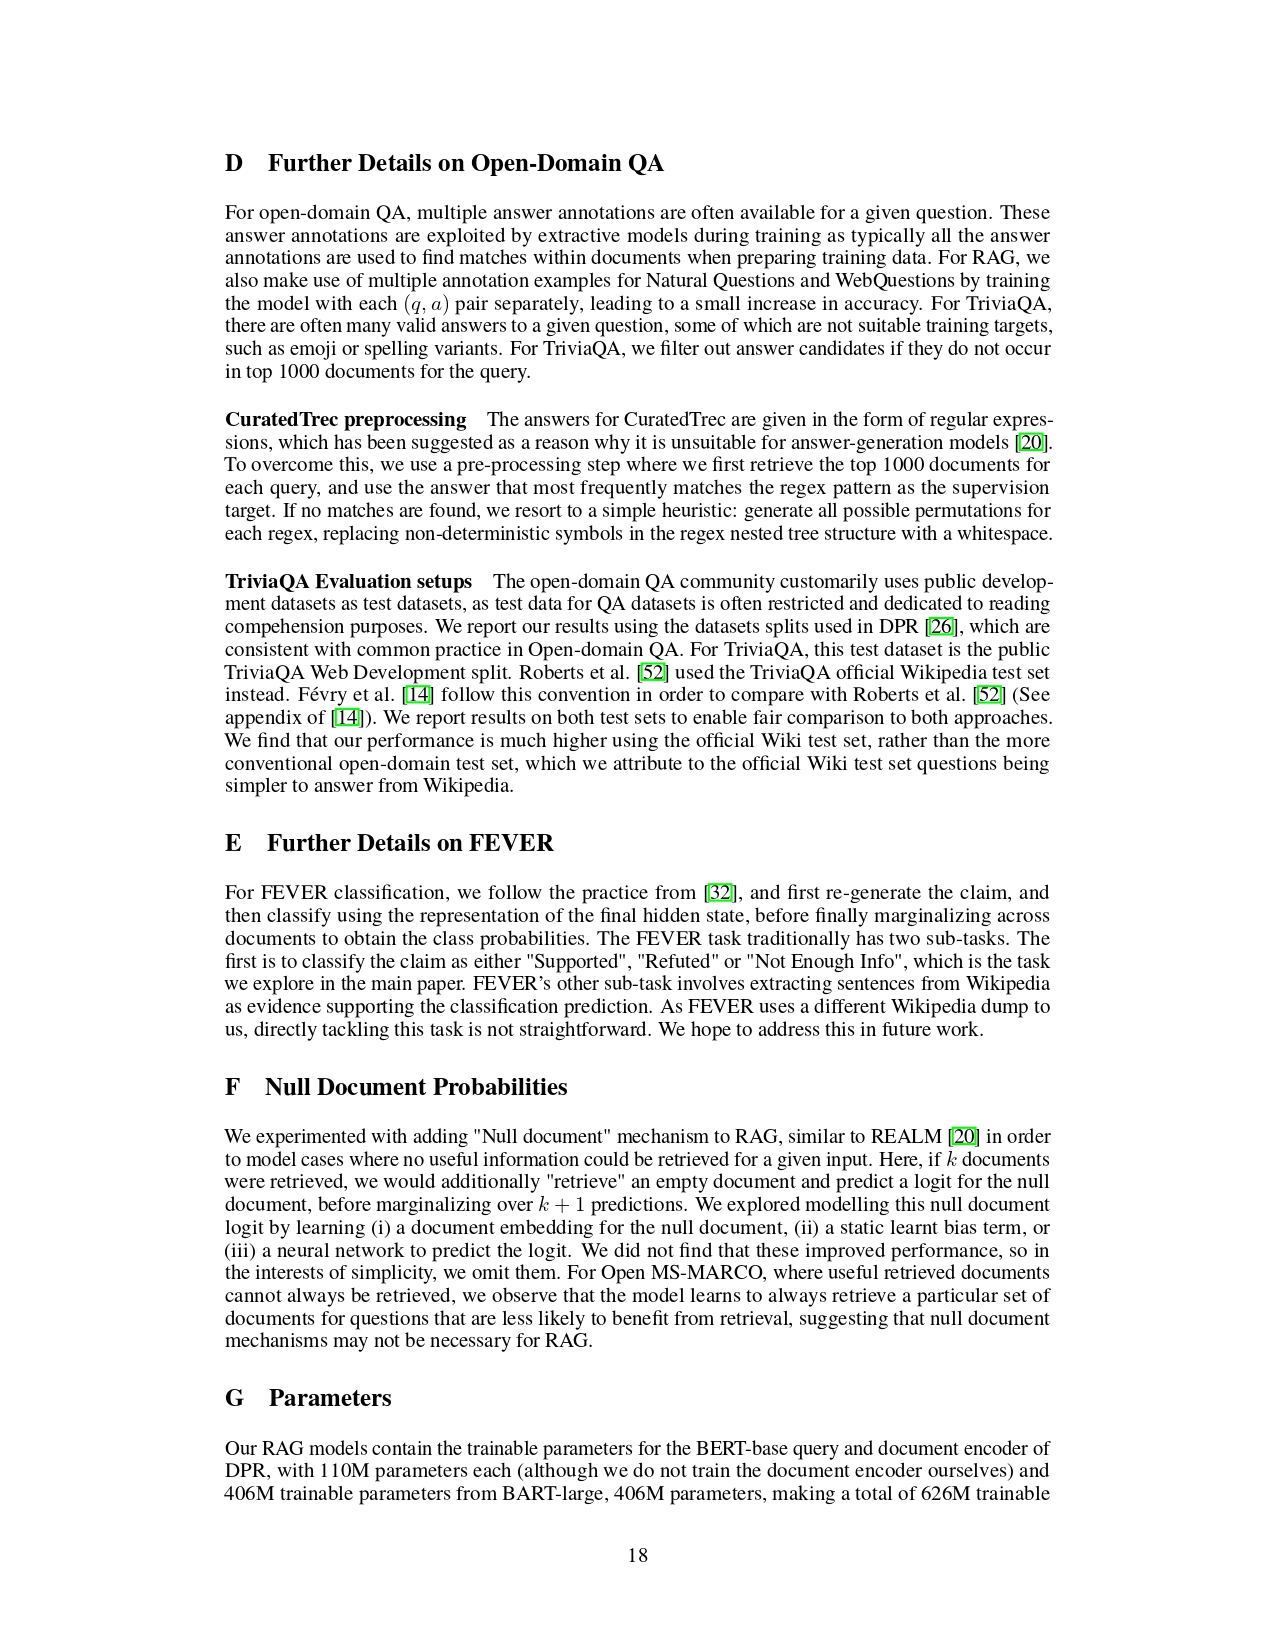 D Further Details on Open-Domain QA
For open-domain QA, multiple answer annotations are often available for a given question. These
answer annotations are exploited by extractive models during training as typically all the answer
annotations are used to find matches within documents when preparing training data. For RAG, we
also make use of multiple annotation examples for Natural Questions and WebQuestions by training
the model with each (q, a) pair separately, leading to a small increase in accuracy. For TriviaQA,
there are often many valid answers to a given question, some of which are not suitable training targets,
such as emoji or spelling variants. For TriviaQA, we filter out answer candidates if they do not occur
in top 1000 documents for the query.
CuratedTrec preprocessing The answers for CuratedTrec are given in the form of regular expres-
sions, which has been suggested as a reason why it is unsuitable for answer-generation models [20].
To overcome this, we use a pre-processing step where we first retrieve the top 1000 documents for
each query, and use the answer that most frequently matches the regex pattern as the supervision
target. If no matches are found, we resort to a simple heuristic: generate all possible permutations for
each regex, replacing non-deterministic symbols in the regex nested tree structure with a whitespace.
TriviaQA Evaluation setups The open-domain QA community customarily uses public develop-
ment datasets as test datasets, as test data for QA datasets is often restricted and dedicated to reading
compehension purposes. We report our results using the datasets splits used in DPR [26], which are
consistent with common practice in Open-domain QA. For TriviaQA, this test dataset is the public
TriviaQA Web Development split. Roberts et al. [52] used the TriviaQA official Wikipedia test set
instead. Févry et al. [14] follow this convention in order to compare with Roberts et al. [52] (See
appendix of [14]). We report results on both test sets to enable fair comparison to both approaches.
We find that our performance is much higher using the official Wiki test set, rather than the more
conventional open-domain test set, which we attribute to the official Wiki test set questions being
simpler to answer from Wikipedia.
E Further Details on FEVER
For FEVER classification, we follow the practice from [32], and first re-generate the claim, and
then classify using the representation of the final hidden state, before finally marginalizing across
documents to obtain the class probabilities. The FEVER task traditionally has two sub-tasks. The
first is to classify the claim as either "Supported", "Refuted" or "Not Enough Info", which is the task
we explore in the main paper. FEVER's other sub-task involves extracting sentences from Wikipedia
as evidence supporting the classification prediction. As FEVER uses a different Wikipedia dump to
us, directly tackling this task is not straightforward. We hope to address this in future work.
F Null Document Probabilities
We experimented with adding "Null document" mechanism to RAG, similar to REALM [20] in order
to model cases where no useful information could be retrieved for a given input. Here, if k documents
were retrieved, we would additionally "retrieve" an empty document and predict a logit for the null
document, before marginalizing over k + 1 predictions. We explored modelling this null document
logit by learning (i) a document embedding for the null document, (ii) a static learnt bias term, or
(iii) a neural network to predict the logit. We did not find that these improved performance, so in
the interests of simplicity, we omit them. For Open MS-MARCO, where useful retrieved documents
cannot always be retrieved, we observe that the model learns to always retrieve a particular set of
documents for questions that are less likely to benefit from retrieval, suggesting that null document
mechanisms may not be necessary for RAG.
G Parameters
Our RAG models contain the trainable parameters for the BERT-base query and document encoder of
DPR, with 110M parameters each (although we do not train the document encoder ourselves) and
406M trainable parameters from BART-large, 406M parameters, making a total of 626M trainable
18